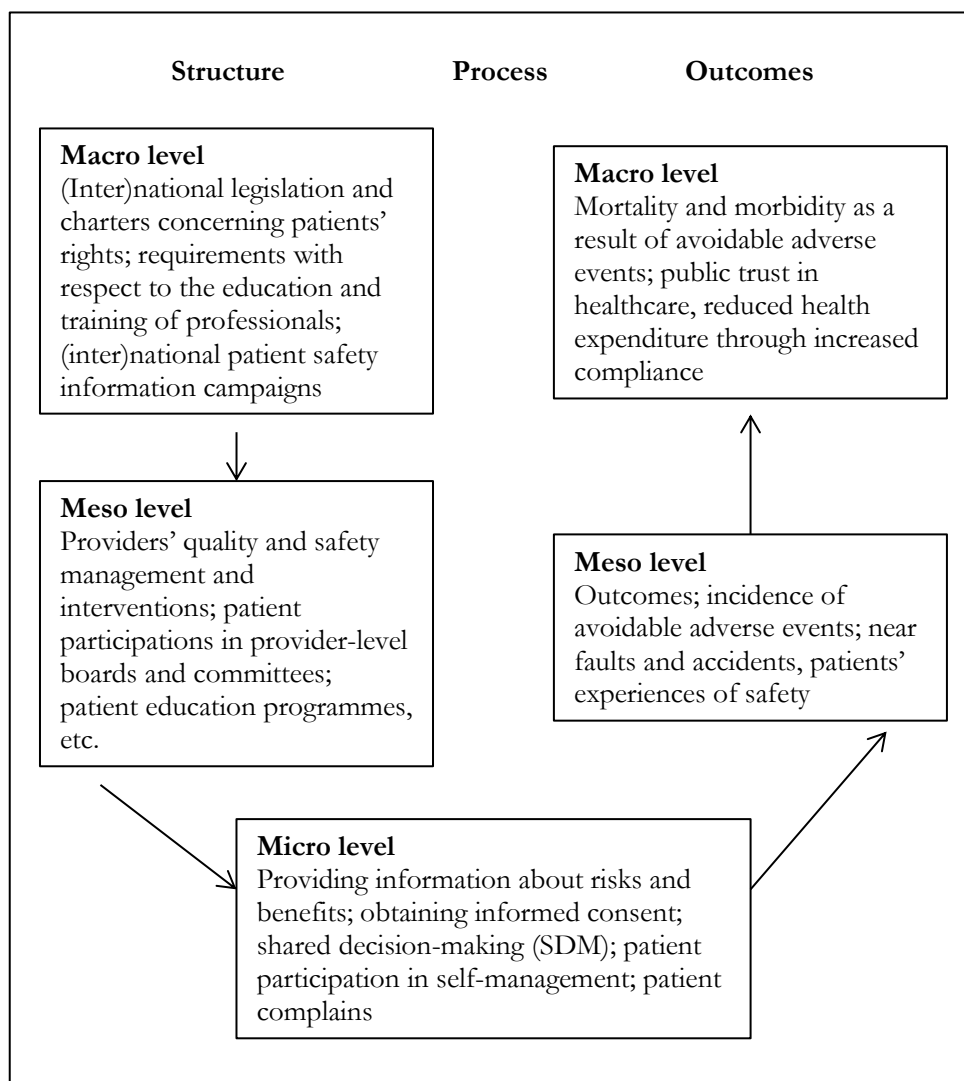 Structure Process Outcomes
Macro level
(Inter)national legislation and
charters concerning patients’
rights; requirements with
respect to the education and
training of professionals;
(inter)national patient safety
information campaigns
Macro level
Mortality and morbidity as a
result of avoidable adverse
events; public trust in
healthcare, reduced health
expenditure through increased
compliance
Meso level
Providers’ quality and safety
management and
interventions; patient
participations in provider-level
boards and committees;
patient education programmes,
etc.
Meso level
Outcomes; incidence of
avoidable adverse events; near
faults and accidents, patients’
experiences of safety
Micro level
Providing information about risks and
benefits; obtaining informed consent;
shared decision-making (SDM); patient
participation in self-management; patient
complains